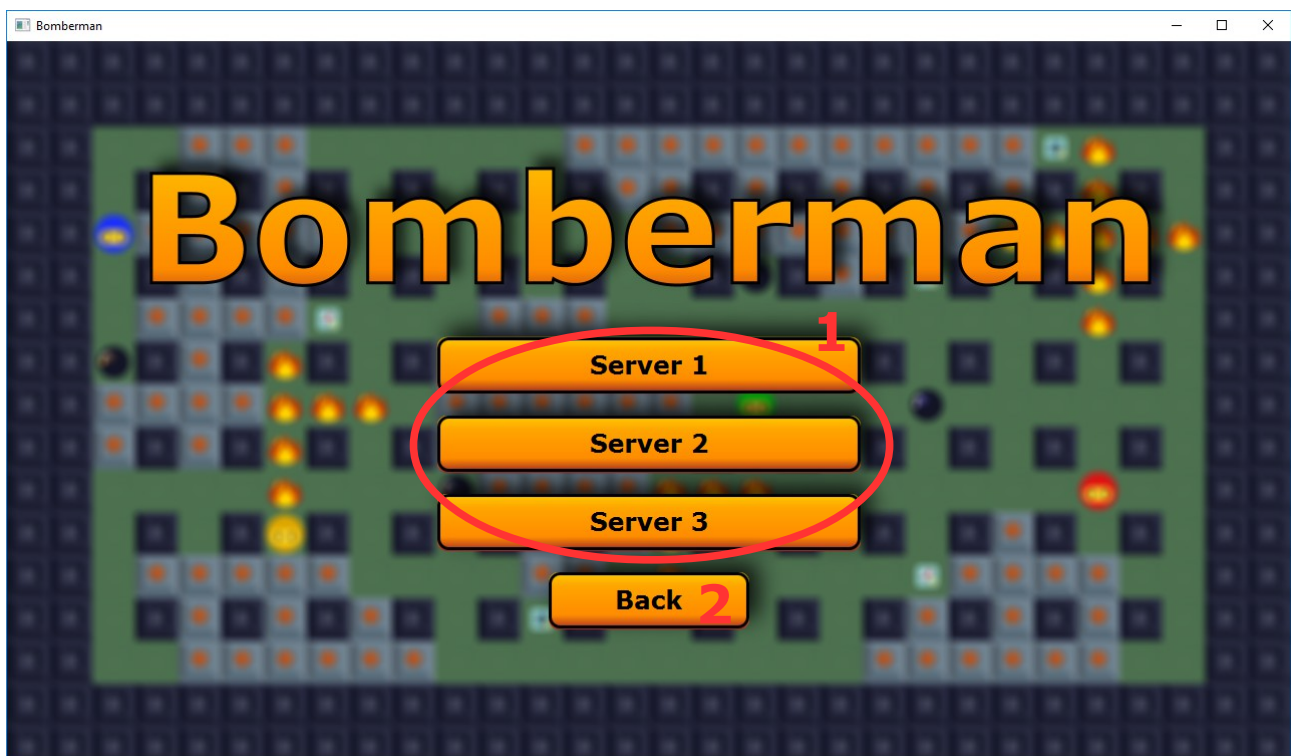 Bomberman
Bomberman
1
Server 1
Server 2
Server 3
Back 2